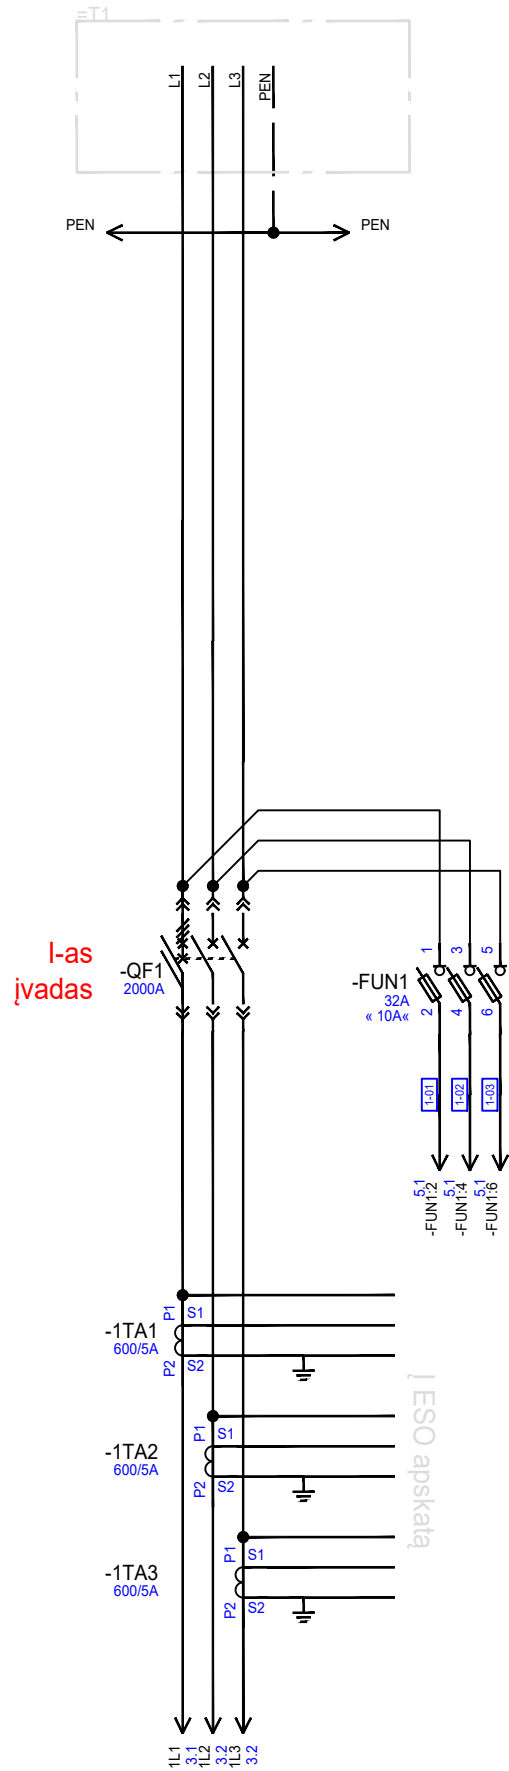 =T1
L1
L2
L3
PEN
PEN
PEN
I-as
įvadas
-QF1
2000A
-FUN1
32A
« 10A«
1
3
5
2
4
6
1-01
1-02
1-03
5.1
-FUN1:2
5.1
-FUN1:4
5.1
-FUN1:6
-1TA1
600/5A
P1
S1
P2
S2
-1TA2
600/5A
P1
S1
P2
S2
-1TA3
600/5A
P1
S1
P2
S2
Į ESO apskatą
1L1
3.1
1L2
3.2
1L3
3.2